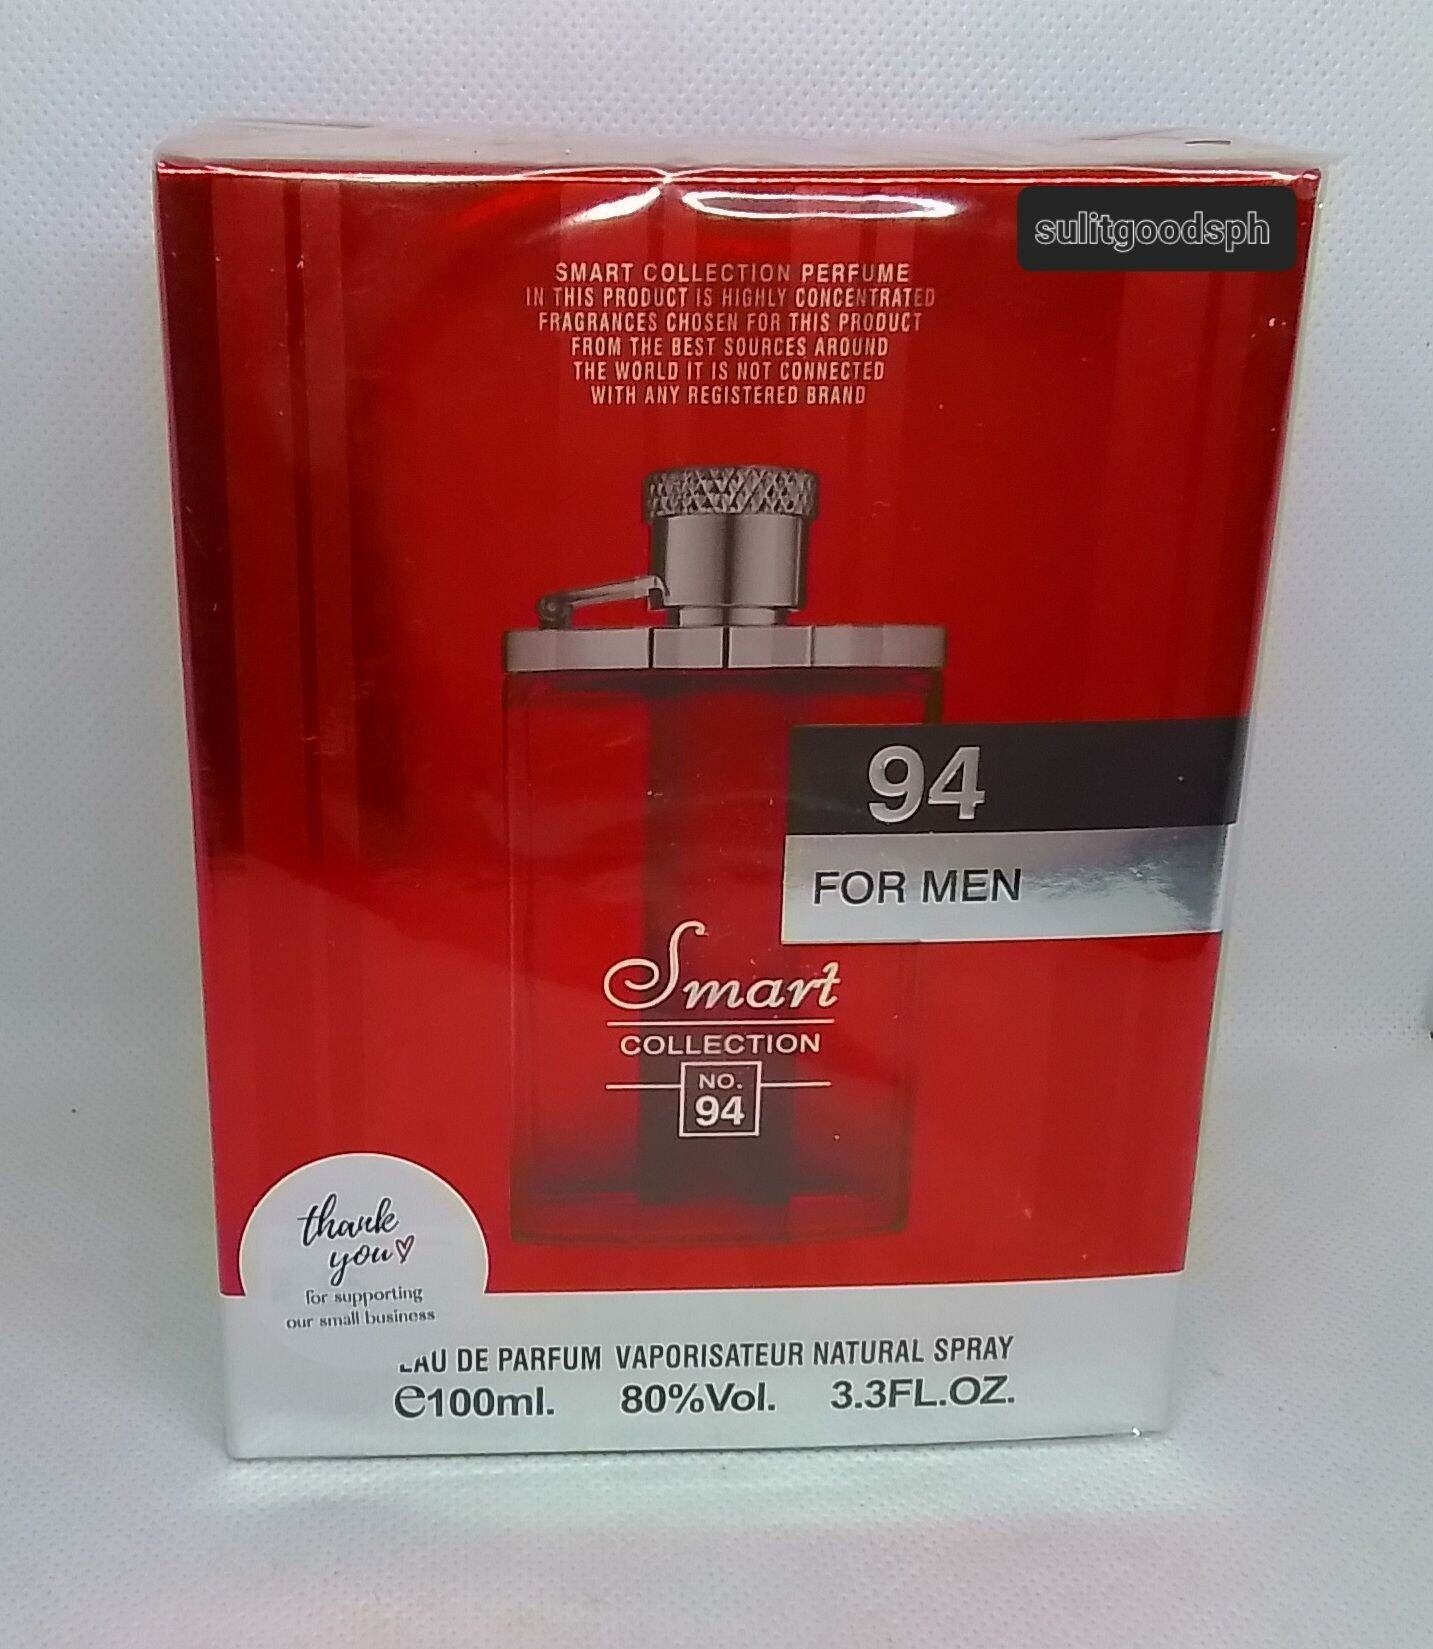 sulitgoodsph
SMART COLLECTION PERFUME
IN THIS PRODUCT IS HIGHLY CONCENTRATED
FRAGRANCES CHOSEN FOR THIS PRODUCT
FROM THE BEST SOURCES AROUND
THE WORLD IT IS NOT CONNECTED
WITH ANY REGISTERED BRAND
94
FOR MEN
Smart
COLLECTION
NO.
94
thank
you
for supporting
our small business
EAU DE PARFUM VAPORISATEUR NATURAL SPRAY
℮100ml. 80%Vol. 3.3FL.OZ.